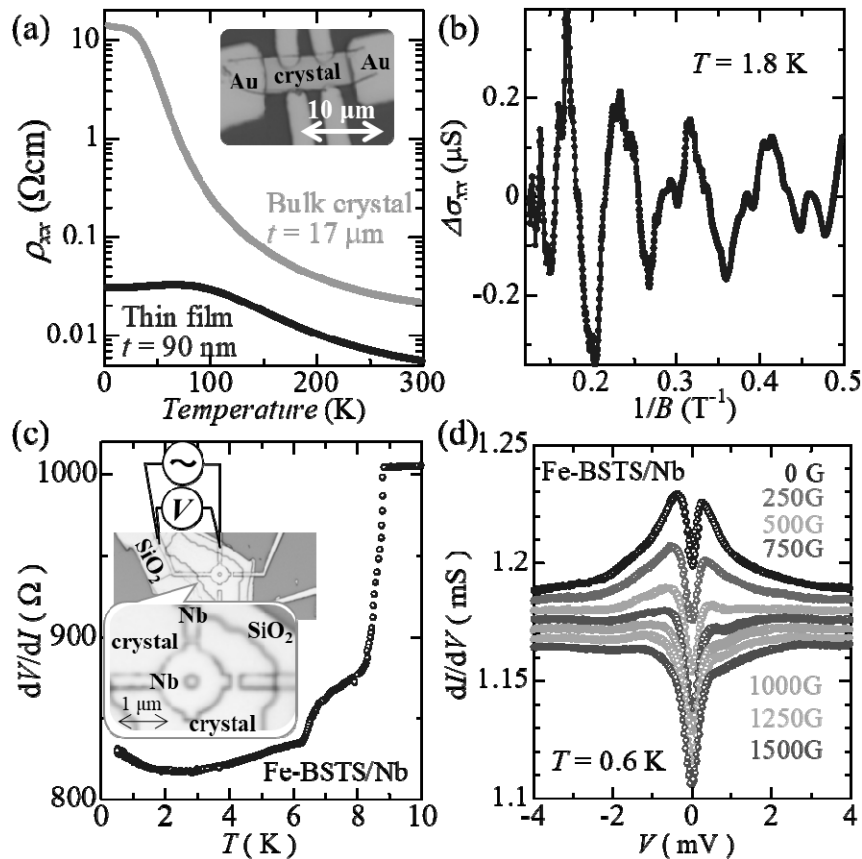 (a)
10
1
0.1
0.01
ρxx (Ωcm)
Au
crystal
Au
10 μm
Bulk crystal
t = 17 μm
Thin film
t = 90 nm
0
100
200
300
Temperature (K)
(b)
T = 1.8 K
0.2
0
-0.2
Δσxx (μS)
0.2
0.3
0.4
0.5
1/B (T⁻¹)
(c)
1000
900
800
dV/dI (Ω)
~
V
SiO₂
Nb
SiO₂
crystal
Nb
1 μm
crystal
Fe-BSTS/Nb
0
2
4
6
8
10
T ( K )
(d)
1.25
1.2
1.15
1.1
dI/dV ( mS )
Fe-BSTS/Nb
0 G
250G
500G
750G
1000G
1250G
1500G
T = 0.6 K
-4
-2
0
2
4
V ( mV )